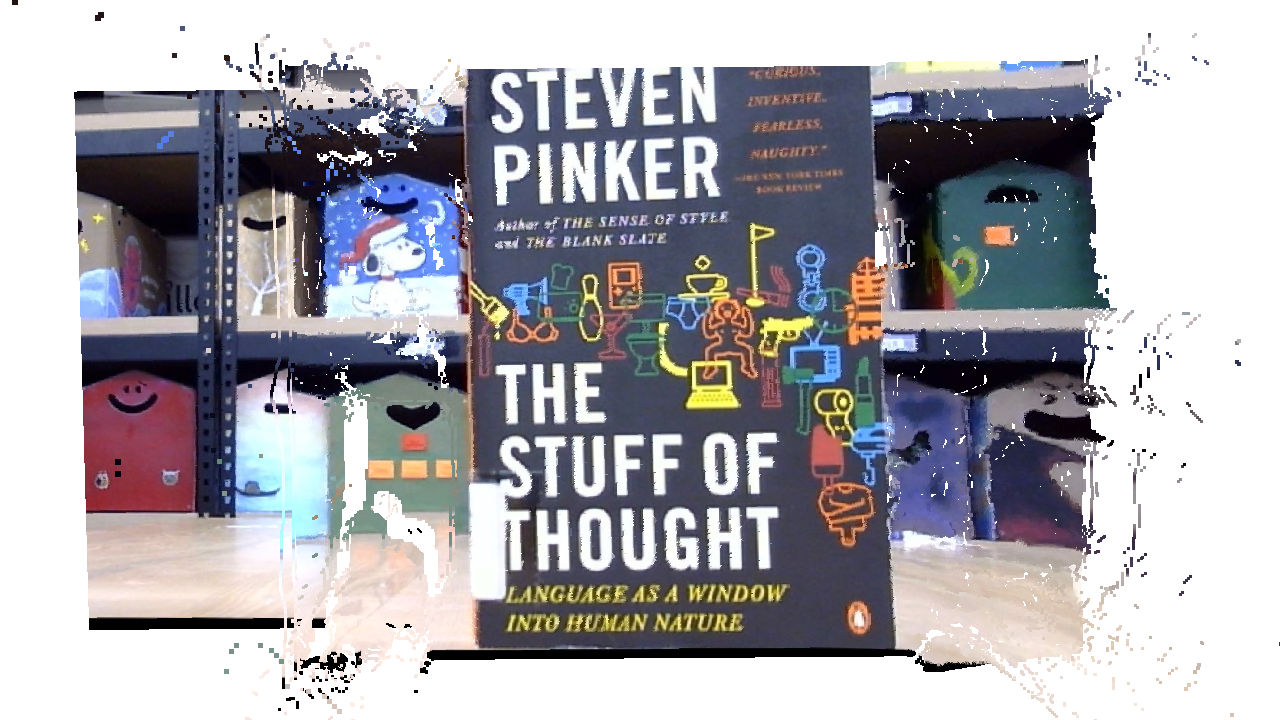 STEVEN
PINKER
"CURIOUS,
INVENTIVE,
FEARLESS,
NAUGHTY."
—THE NEW YORK TIMES
BOOK REVIEW
Author of THE SENSE OF STYLE
and THE BLANK SLATE
THE
STUFF OF
THOUGHT
LANGUAGE AS A WINDOW
INTO HUMAN NATURE